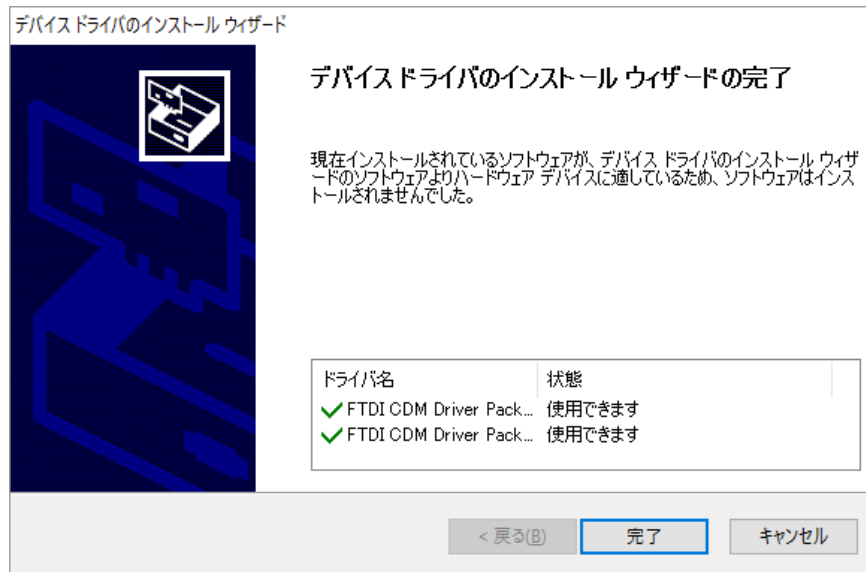 デバイス ドライバのインストール ウィザード
デバイス ドライバのインストール ウィザードの完了
現在インストールされているソフトウェアが、デバイス ドライバのインストール ウィザ
ードのソフトウェアよりハードウェア デバイスに適しているため、ソフトウェアはインス
トールされませんでした。
ドライバ名 状態
FTDI CDM Driver Pack... 使用できます
FTDI CDM Driver Pack... 使用できます
< 戻る(B) 完了 キャンセル